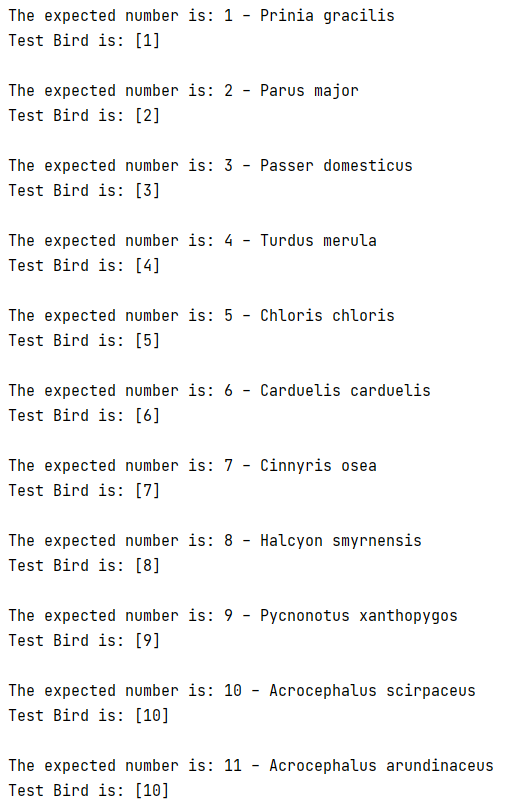 The expected number is: 1 – Prinia gracilis
Test Bird is: [1]
The expected number is: 2 – Parus major
Test Bird is: [2]
The expected number is: 3 – Passer domesticus
Test Bird is: [3]
The expected number is: 4 – Turdus merula
Test Bird is: [4]
The expected number is: 5 – Chloris chloris
Test Bird is: [5]
The expected number is: 6 – Carduelis carduelis
Test Bird is: [6]
The expected number is: 7 – Cinnyris osea
Test Bird is: [7]
The expected number is: 8 – Halcyon smyrnensis
Test Bird is: [8]
The expected number is: 9 – Pycnonotus xanthopygos
Test Bird is: [9]
The expected number is: 10 – Acrocephalus scirpaceus
Test Bird is: [10]
The expected number is: 11 – Acrocephalus arundinaceus
Test Bird is: [10]